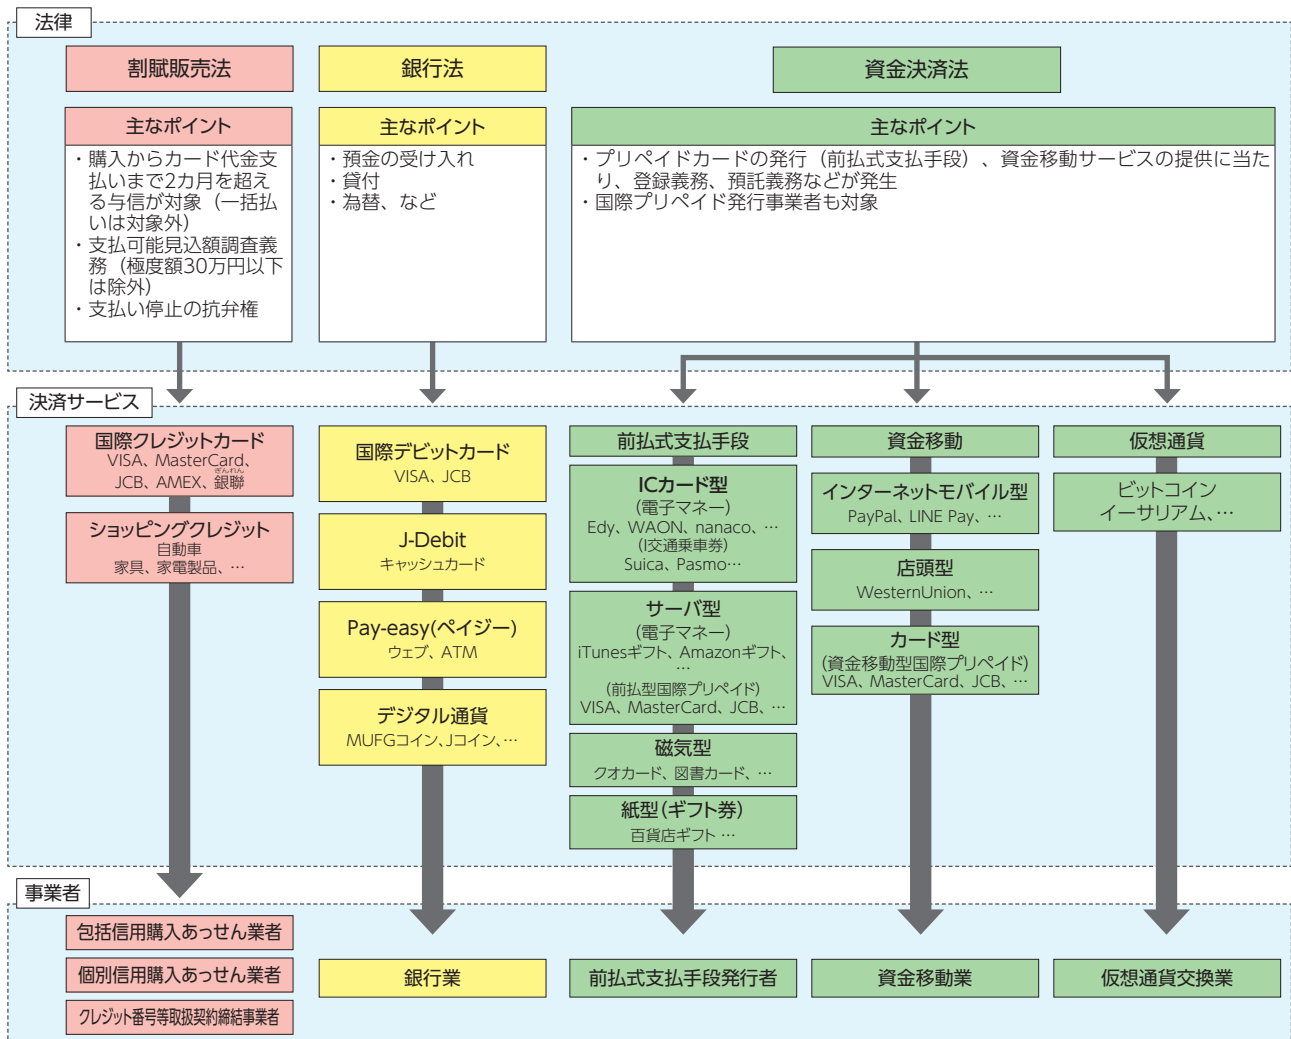 法律
割賦販売法
主なポイント
・購入からカード代金支
払いまで2カ月を超え
る与信が対象（一括払
いは対象外）
・支払可能見込額調査義
務（極度額30万円以下
は除外）
・支払い停止の抗弁権
銀行法
主なポイント
・預金の受け入れ
・貸付
・為替、など
資金決済法
主なポイント
・プリペイドカードの発行（前払式支払手段）、資金移動サービスの提供に当た
り、登録義務、預託義務などが発生
・国際プリペイド発行事業者も対象
決済サービス
国際クレジットカード
VISA、MasterCard、
ぎんれん
JCB、AMEX、銀聯
ショッピングクレジット
自動車
家具、家電製品、…
国際デビットカード
VISA、JCB
J-Debit
キャッシュカード
Pay-easy(ペイジー)
ウェブ、ATM
デジタル通貨
MUFGコイン、Jコイン、…
前払式支払手段
ICカード型
(電子マネー)
Edy、WAON、nanaco、…
(I交通乗車券)
Suica、Pasmo…
サーバ型
(電子マネー)
iTunesギフト、Amazonギフト、
…
(前払型国際プリペイド)
VISA、MasterCard、JCB、…
磁気型
クオカード、図書カード、…
紙型(ギフト券)
百貨店ギフト …
資金移動
インターネットモバイル型
PayPal、LINE Pay、…
店頭型
WesternUnion、…
カード型
(資金移動型国際プリペイド)
VISA、MasterCard、JCB、…
仮想通貨
ビットコイン
イーサリアム、…
事業者
包括信用購入あっせん業者
個別信用購入あっせん業者
クレジット番号等取扱契約締結事業者
銀行業
前払式支払手段発行者
資金移動業
仮想通貨交換業